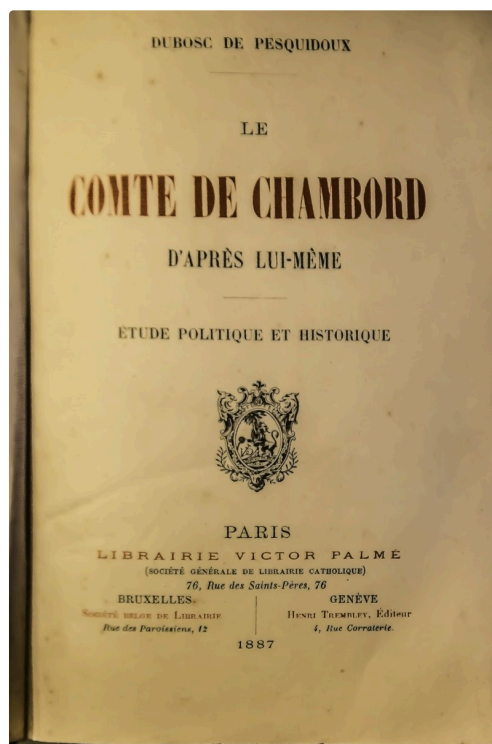 DUBOSC DE PESQUIDOUX
LE
COMTE DE CHAMBORD
D'APRÈS LUI-MÊME
ETUDE POLITIQUE ET HISTORIQUE
PARIS
LIBRAIRIE VICTOR PALMÉ
(SOCIÉTÉ GÉNÉRALE DE LIBRAIRIE CATHOLIQUE)
76, Rue des Saints-Pères, 76
BRUXELLES
SOCIÉTÉ BELGE DE LIBRAIRIE
Rue des Paroissiens, 12
GENÈVE
HENRI TREMBLEY, Éditeur
4, Rue Corraterie.
1887